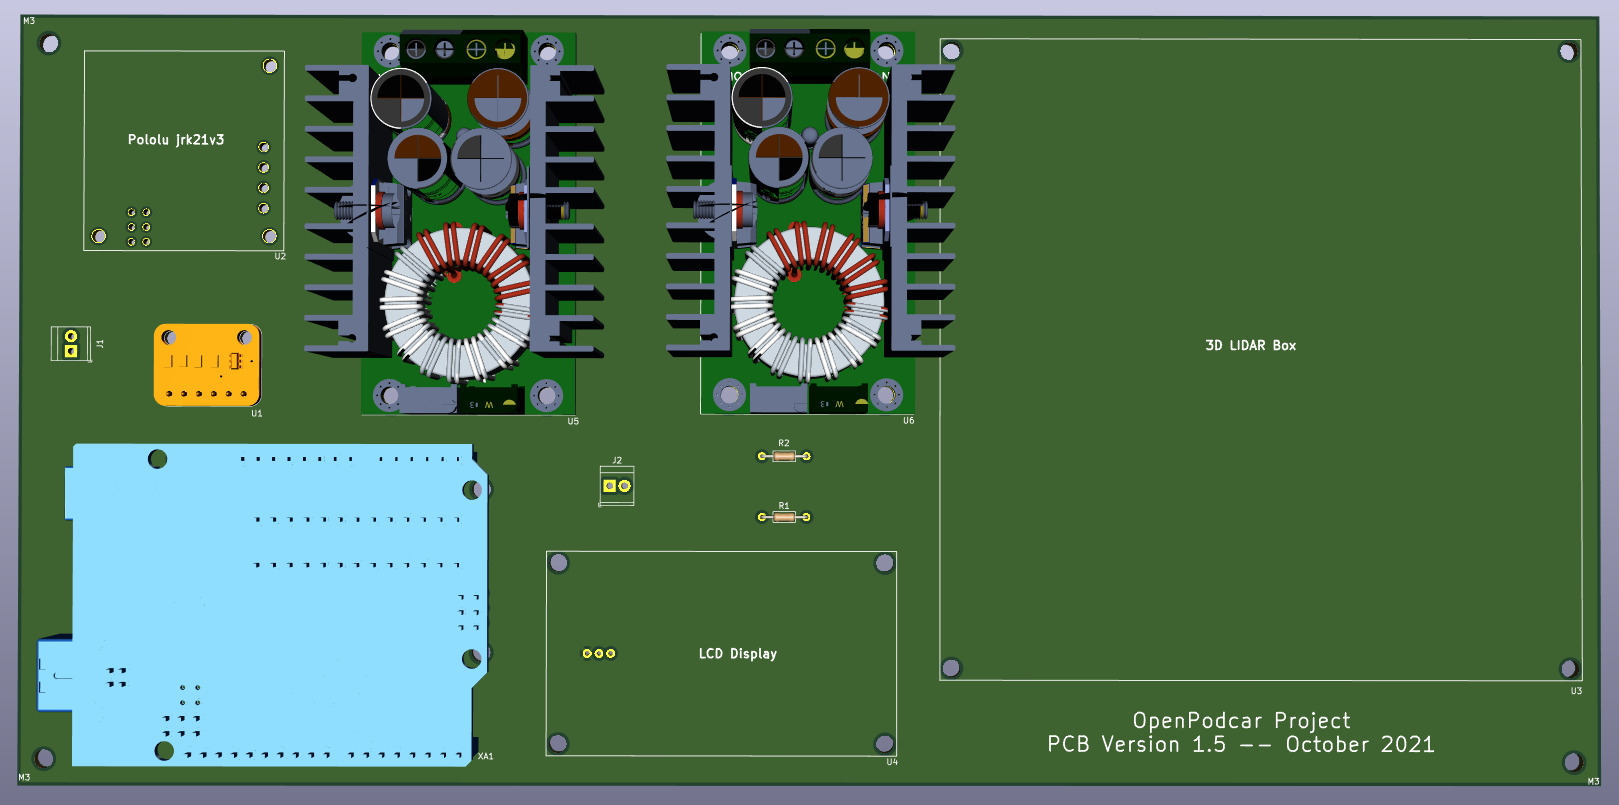 M3
Pololu jrk21v3
U2
J1
U1
U5
U6
3D LIDAR Box
R2
J2
R1
LCD Display
U3
OpenPodcar Project
PCB Version 1.5 -- October 2021
XA1
U4
M3
M3